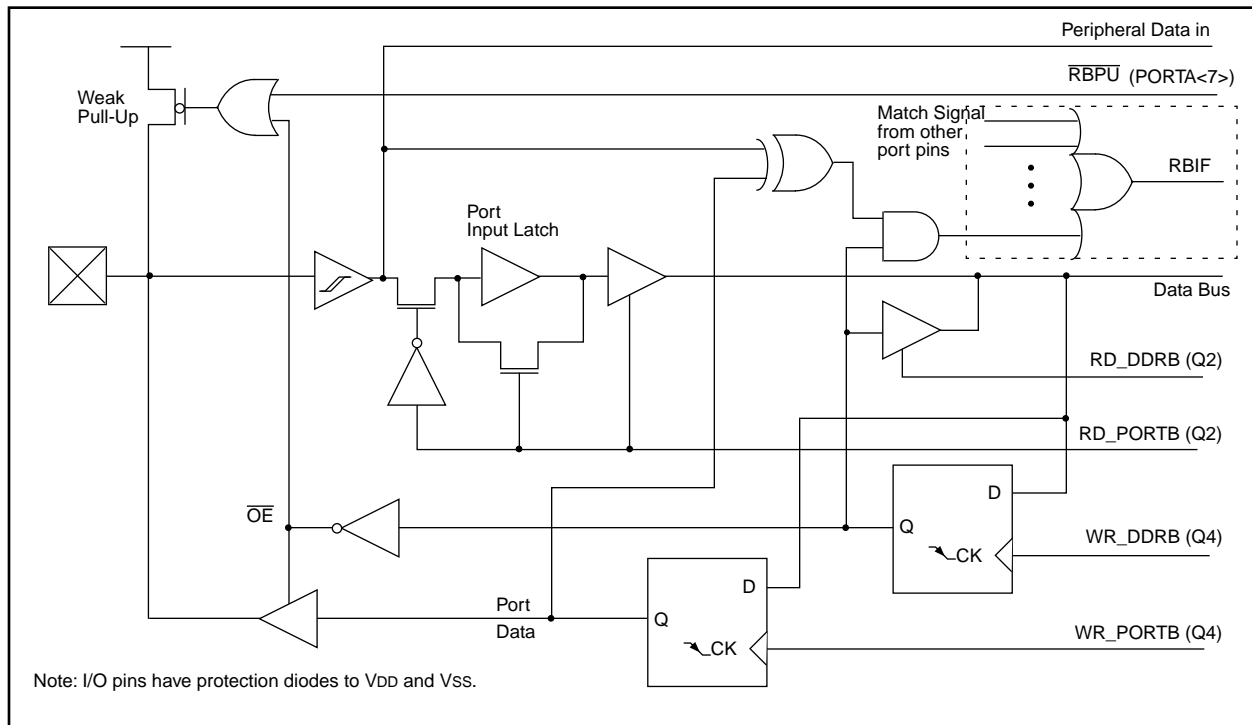 Peripheral Data in
RBPU (PORTA<7>)
Weak
Pull-Up
Match Signal
from other
port pins
RBIF
Port
Input Latch
Data Bus
RD_DDRB (Q2)
RD_PORTB (Q2)
D
OE
Q
CK
WR_DDRB (Q4)
D
Port
Data
Q
CK
WR_PORTB (Q4)
Note: I/O pins have protection diodes to VDD and VSS.